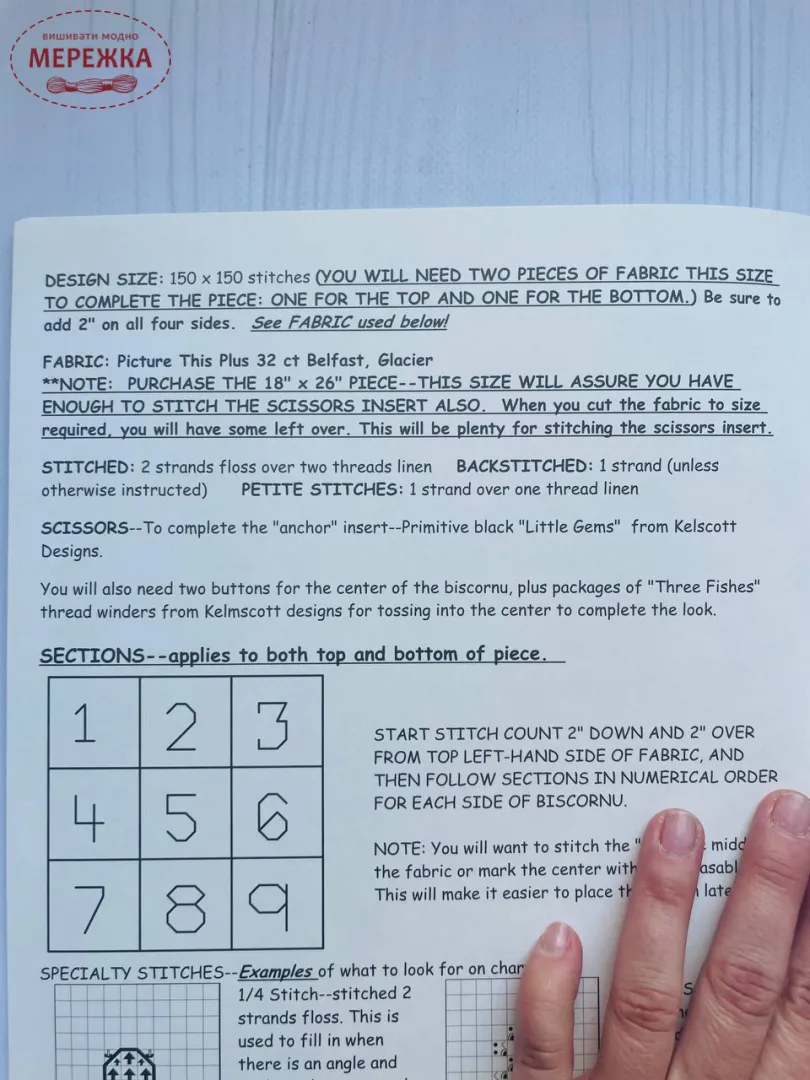 вишивати модно
МЕРЕЖКА
DESIGN SIZE: 150 x 150 stitches (YOU WILL NEED TWO PIECES OF FABRIC THIS SIZE
TO COMPLETE THE PIECE: ONE FOR THE TOP AND ONE FOR THE BOTTOM.) Be sure to
add 2" on all four sides. See FABRIC used below!
FABRIC: Picture This Plus 32 ct Belfast, Glacier
**NOTE: PURCHASE THE 18" x 26" PIECE--THIS SIZE WILL ASSURE YOU HAVE
ENOUGH TO STITCH THE SCISSORS INSERT ALSO. When you cut the fabric to size
required, you will have some left over. This will be plenty for stitching the scissors insert.
STITCHED: 2 strands floss over two threads linen BACKSTITCHED: 1 strand (unless
otherwise instructed) PETITE STITCHES: 1 strand over one thread linen
SCISSORS--To complete the "anchor" insert--Primitive black "Little Gems" from Kelscott
Designs.
You will also need two buttons for the center of the biscornu, plus packages of "Three Fishes"
thread winders from Kelmscott designs for tossing into the center to complete the look.
SECTIONS--applies to both top and bottom of piece.
1 2 3
4 5 6
7 8 9
START STITCH COUNT 2" DOWN AND 2" OVER
FROM TOP LEFT-HAND SIDE OF FABRIC, AND
THEN FOLLOW SECTIONS IN NUMERICAL ORDER
FOR EACH SIDE OF BISCORNU.
NOTE: You will want to stitch the
the fabric or mark the center with
This will make it easier to place
SPECIALTY STITCHES--Examples of what to look for on
1/4 Stitch--stitched 2
strands floss. This is
used to fill in when
there is an angle and